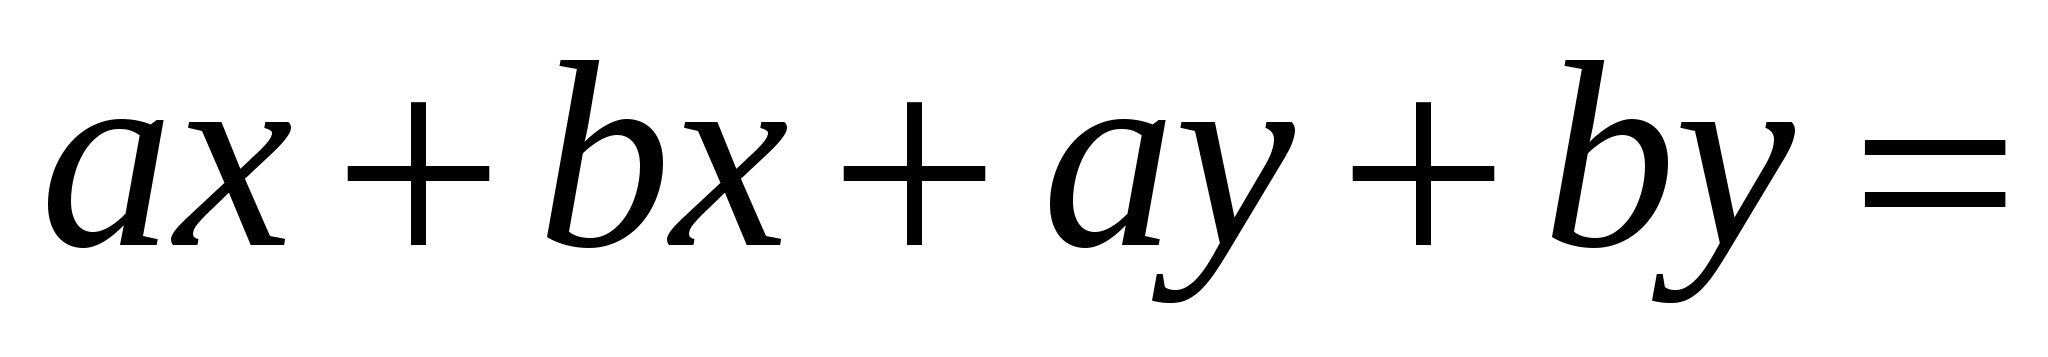 ax + bx + ay + by =